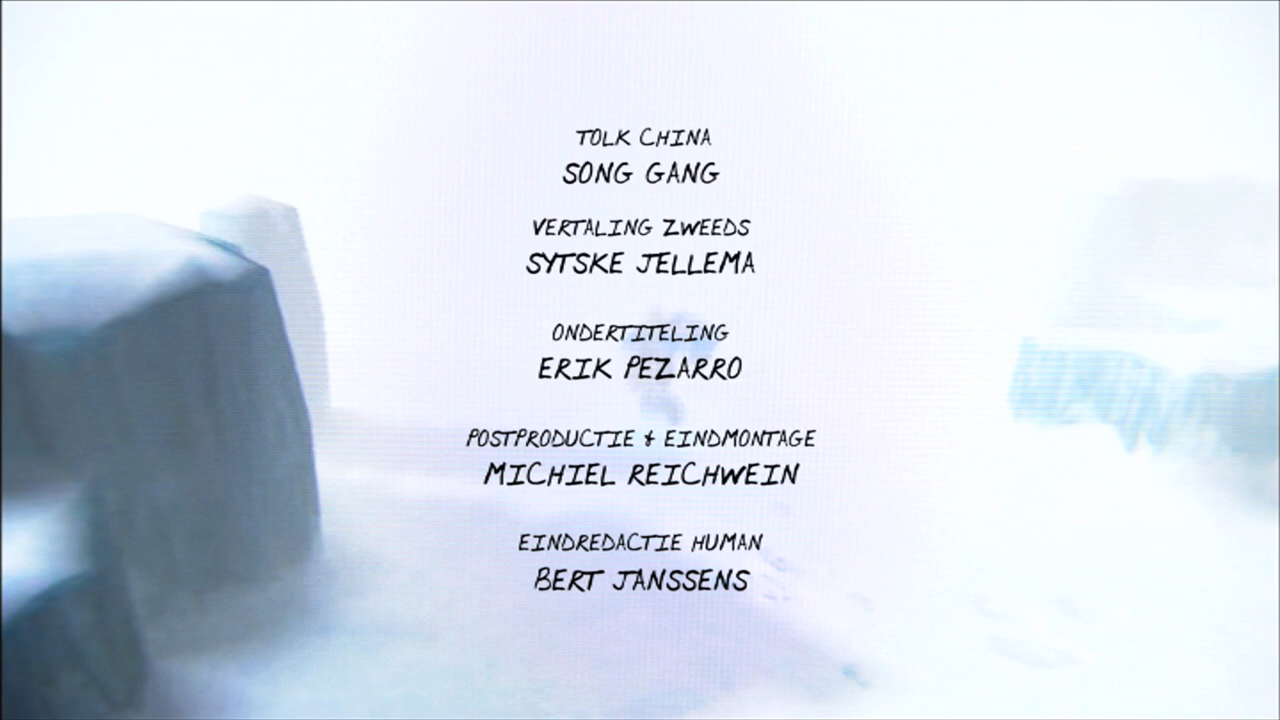 TOLK CHINA
SONG GANG
VERTALING ZWEEDS
SYTSKE JELLEMA
ONDERTITELING
ERIK PEZARRO
POSTPRODUCTIE & EINDMONTAGE
MICHIEL REICHWEIN
EINDREDACTIE HUMAN
BERT JANSSENS